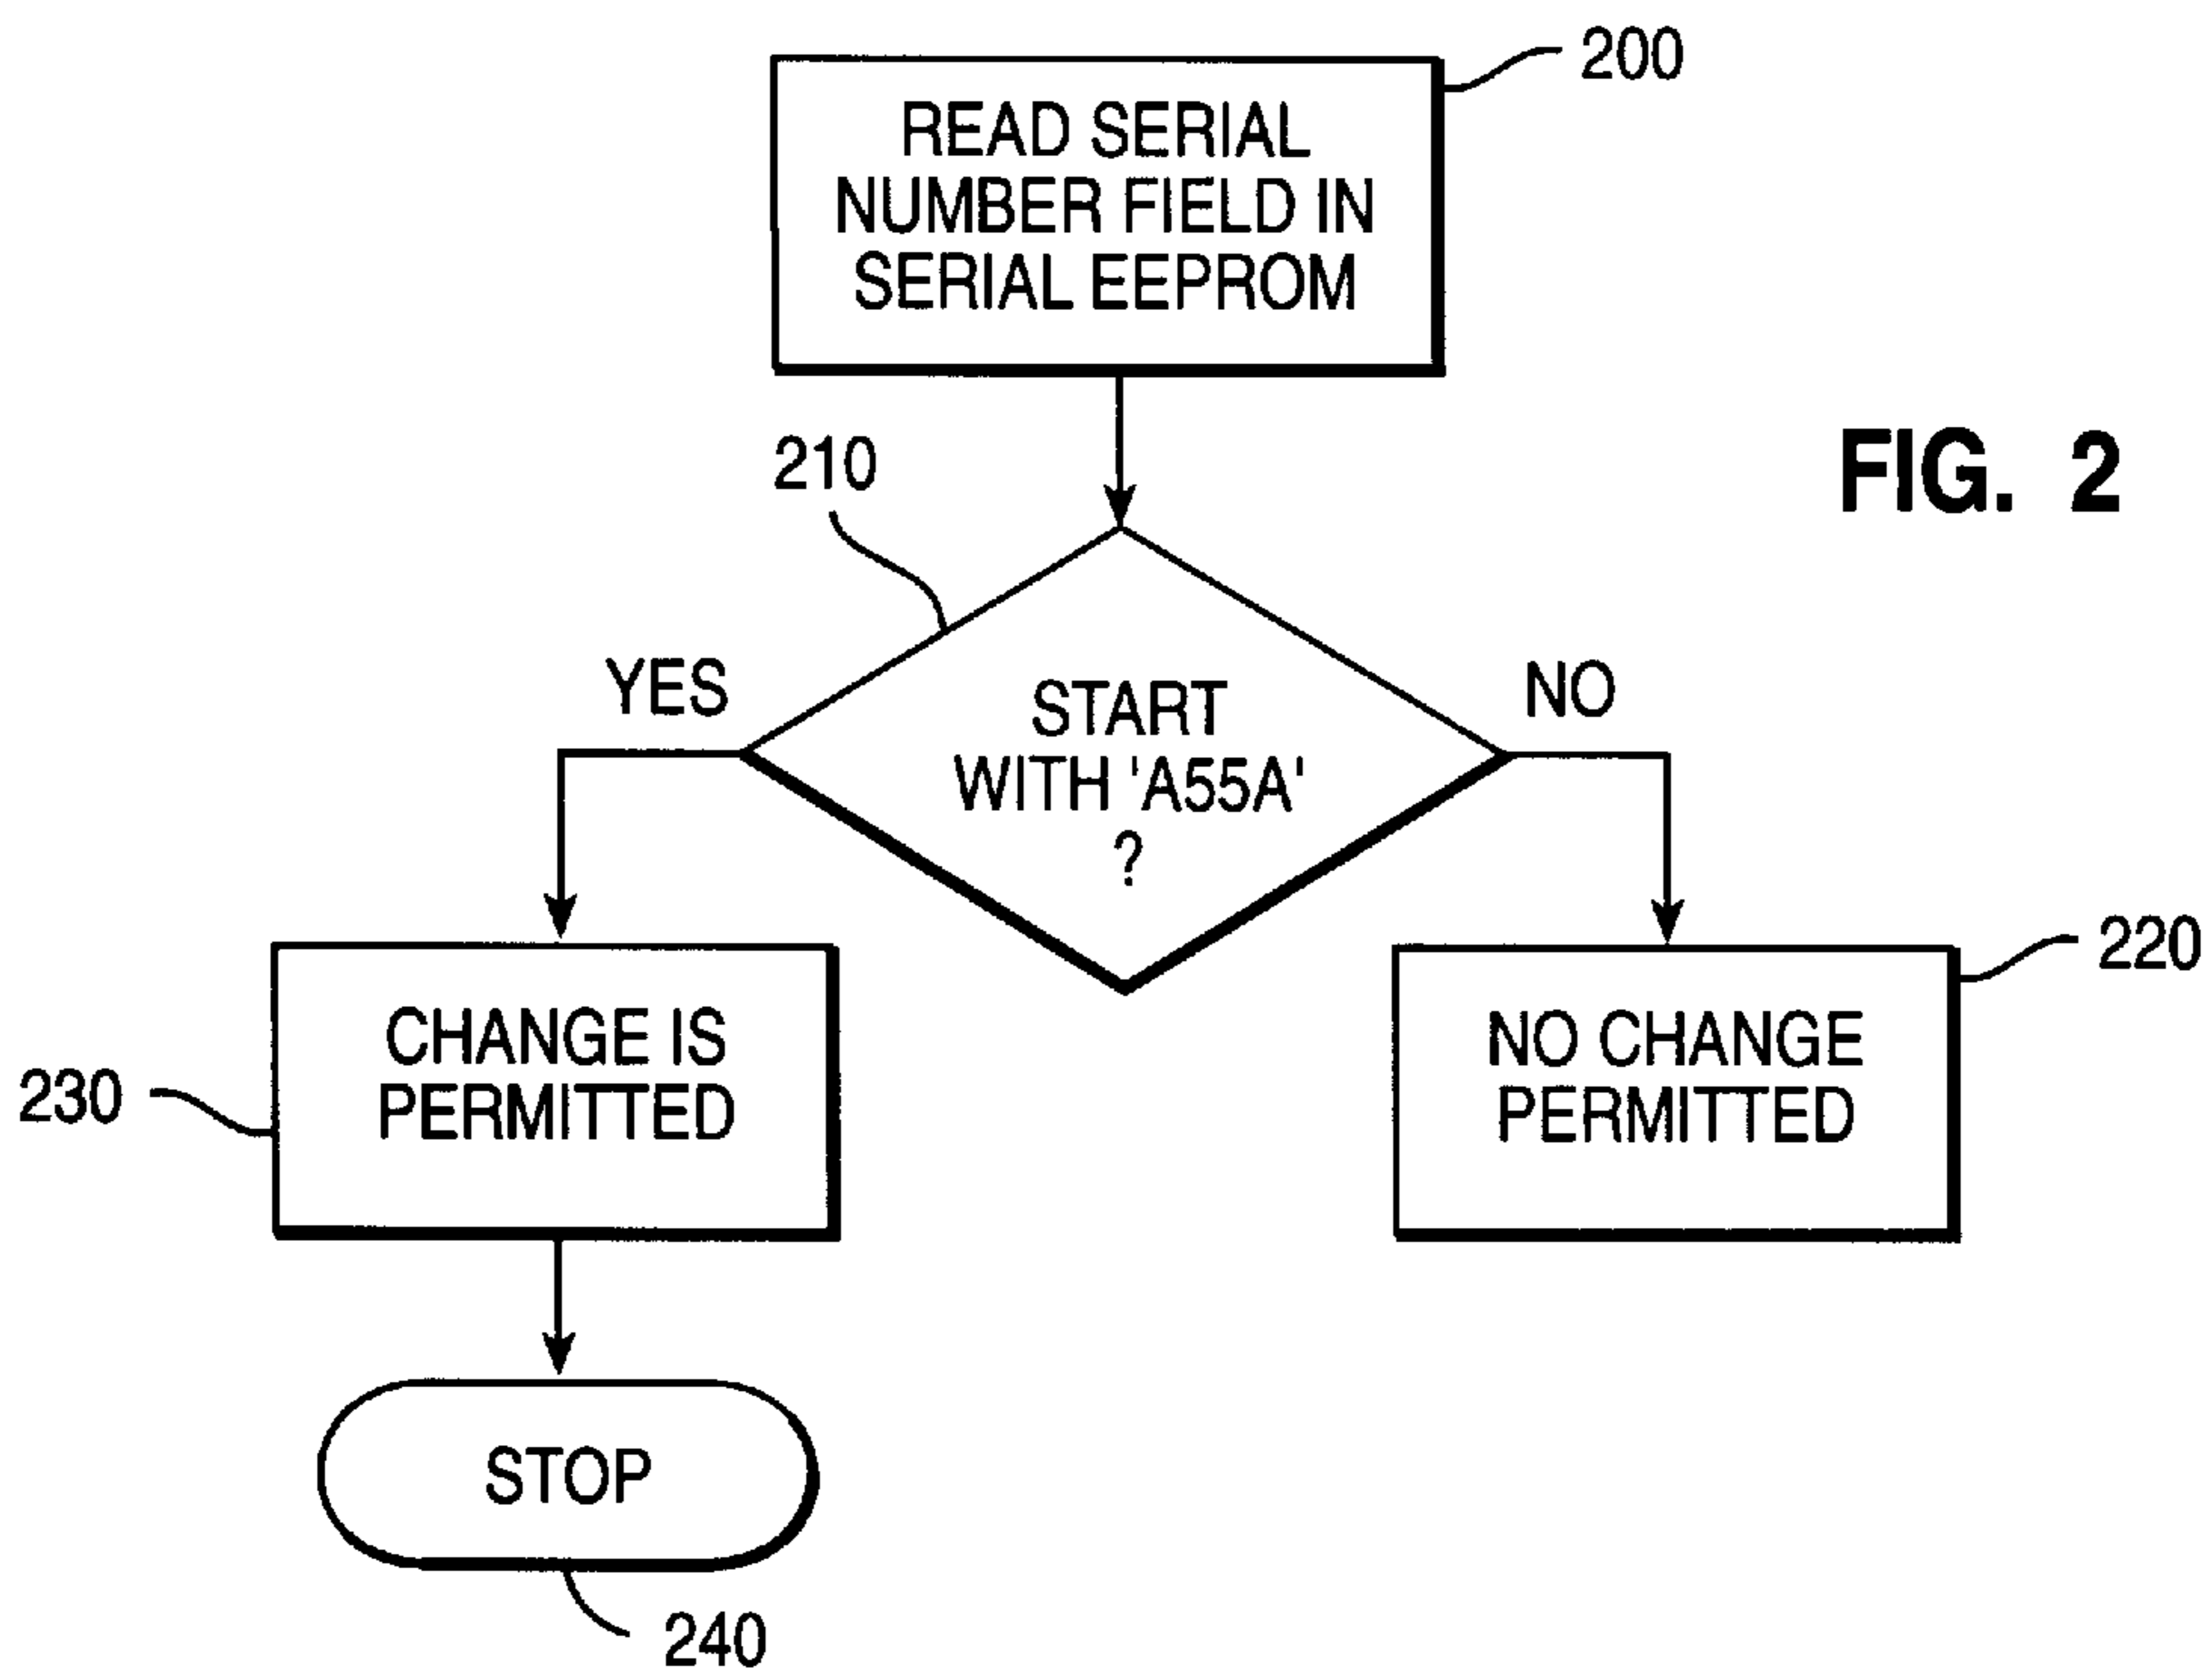 200
READ SERIAL
NUMBER FIELD IN
SERIAL EEPROM
FIG. 2
210
YES
NO
START
WITH 'A55A'
?
220
CHANGE IS
PERMITTED
NO CHANGE
PERMITTED
230
STOP
240